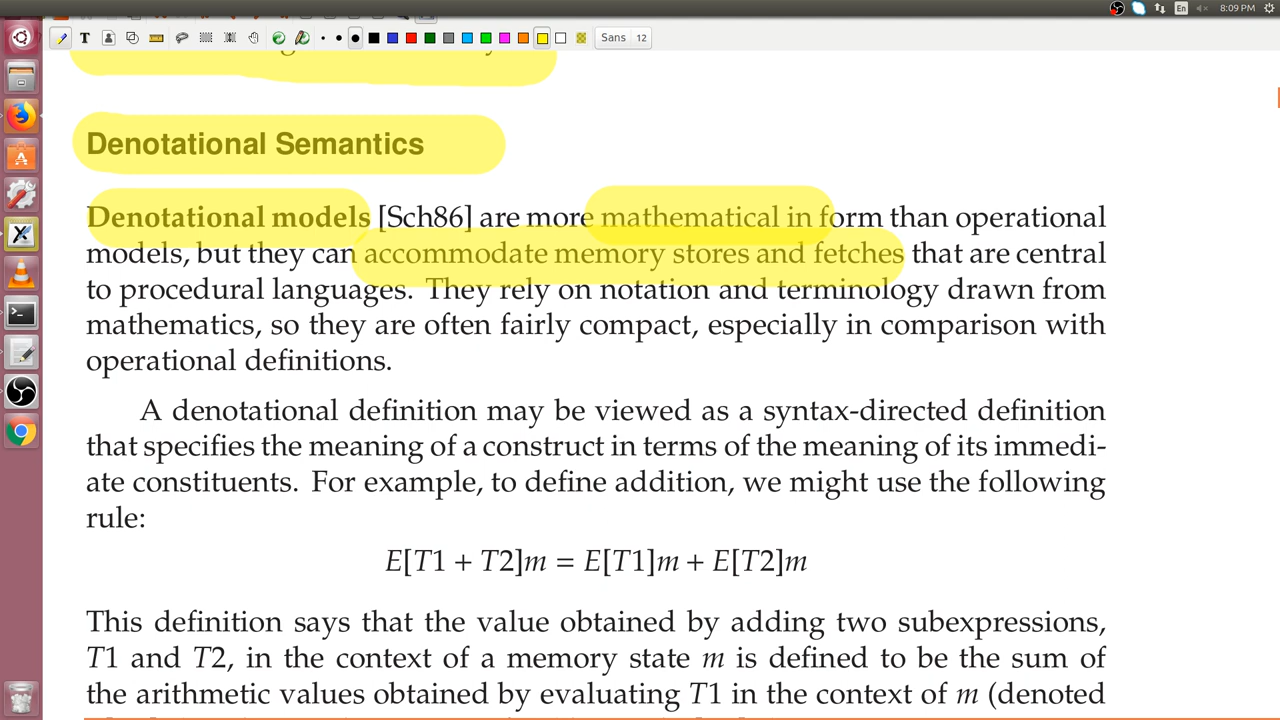 En
8:09 PM
T
Sans
12
Denotational Semantics
Denotational models [Sch86] are more mathematical in form than operational
models, but they can accommodate memory stores and fetches that are central
to procedural languages. They rely on notation and terminology drawn from
mathematics, so they are often fairly compact, especially in comparison with
operational definitions.
A denotational definition may be viewed as a syntax-directed definition
that specifies the meaning of a construct in terms of the meaning of its immedi-
ate constituents. For example, to define addition, we might use the following
rule:
E[T1 + T2]m = E[T1]m + E[T2]m
This definition says that the value obtained by adding two subexpressions,
T1 and T2, in the context of a memory state m is defined to be the sum of
the arithmetic values obtained by evaluating T1 in the context of m (denoted